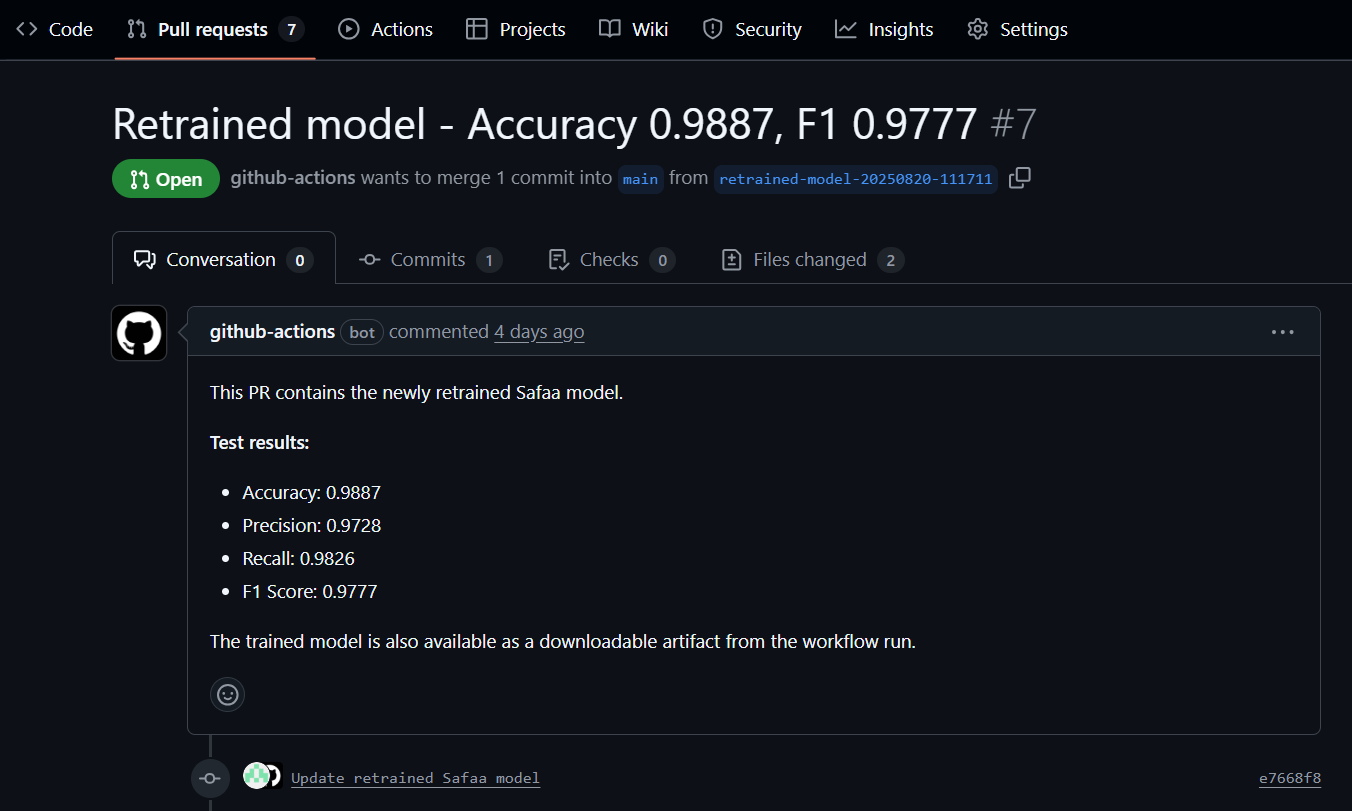 Code Pull requests 7 Actions Projects Wiki Security Insights Settings
Retrained model - Accuracy 0.9887, F1 0.9777 #7
Open github-actions wants to merge 1 commit into main from retrained-model-20250820-111711
Conversation 0 Commits 1 Checks 0 Files changed 2
github-actions bot commented 4 days ago
This PR contains the newly retrained Safaa model.
Test results:
Accuracy: 0.9887
Precision: 0.9728
Recall: 0.9826
F1 Score: 0.9777
The trained model is also available as a downloadable artifact from the workflow run.
Update retrained Safaa model e7668f8